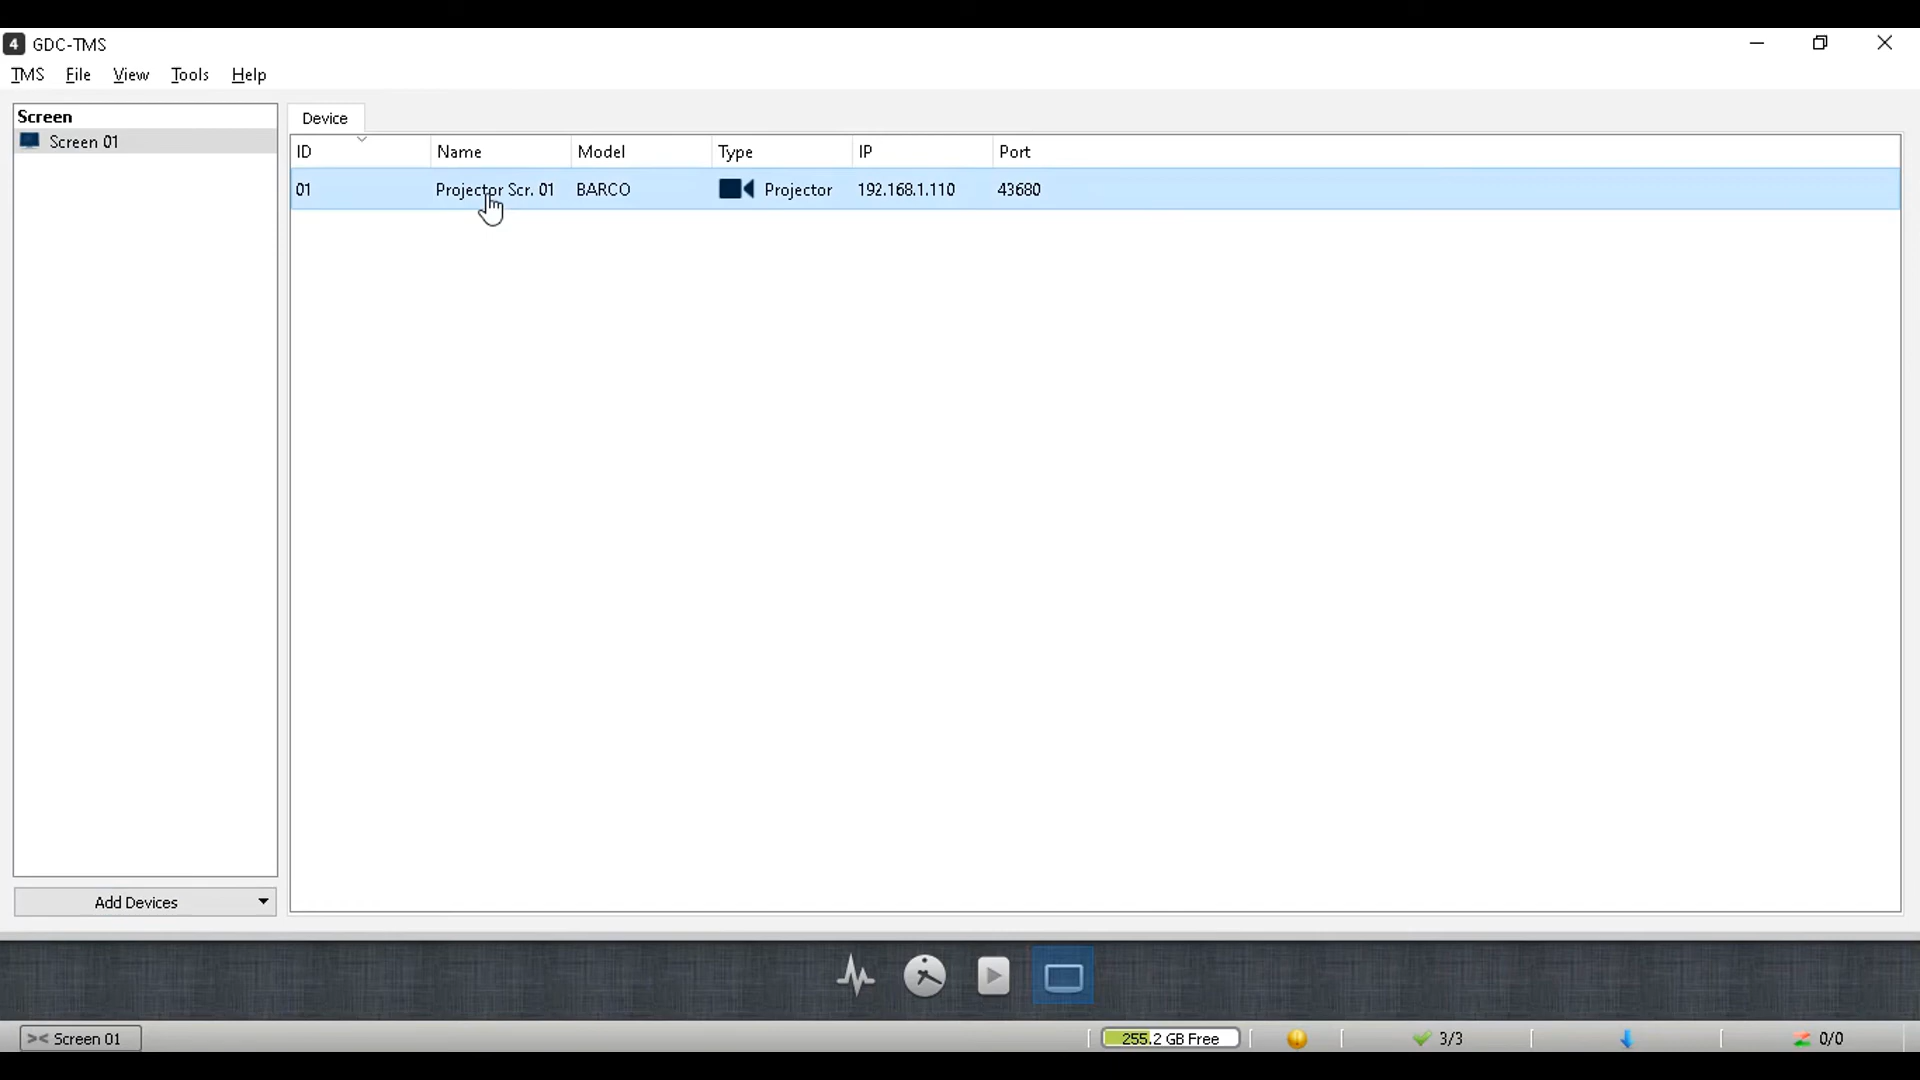 4 GDC-TMS
TMS File View Tools Help
Screen
Screen 01
Add Devices
Device
ID Name Model Type IP Port
01 Projector Scr. 01 BARCO Projector 192.168.1.110 43680
>< Screen 01
255.2 GB Free
3/3
0/0